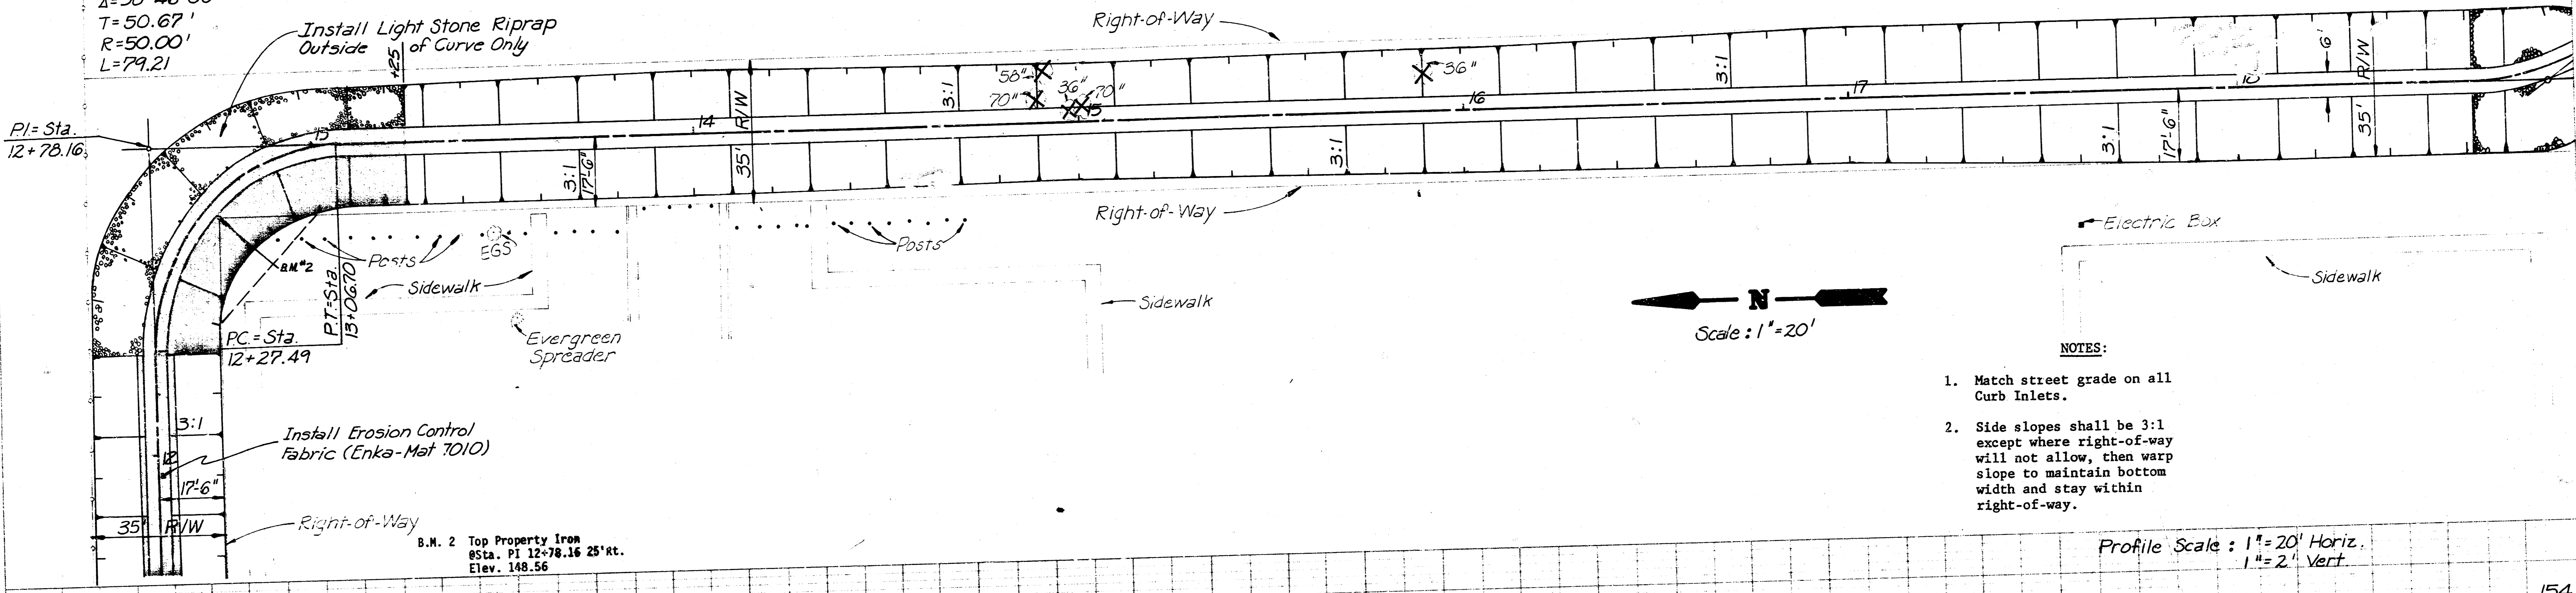 T=50.67'
R=50.00'
L=79.21
Install Light Stone Riprap
Outside of Curve Only
+25
P.I.= Sta.
12+78.16
13
14
R/W
35'
3:1
17'-6"
3:1
58"
70"
36"
70"
15
Right-of-Way
36"
16
3:1
3:1
17
6'
R/W
35'
3:1
17'-6"
Right-of-Way
Posts
EGS
B.M.#2
Posts
Sidewalk
Sidewalk
P.T.=Sta.
13+06.70
P.C.=Sta.
12+27.49
Evergreen
Spreader
Electric Box
Sidewalk
N
Scale: 1"=20'
3:1
12
Install Erosion Control
Fabric (Enka-Mat 7010)
17'-6"
35' R/W
Right-of-Way
B.M. 2 Top Property Iron
@Sta. PI 12+78.16 25'Rt.
Elev. 148.56
NOTES:
1. Match street grade on all
Curb Inlets.
2. Side slopes shall be 3:1
except where right-of-way
will not allow, then warp
slope to maintain bottom
width and stay within
right-of-way.
Profile Scale: 1"=20' Horiz.
1"=2' Vert.
154